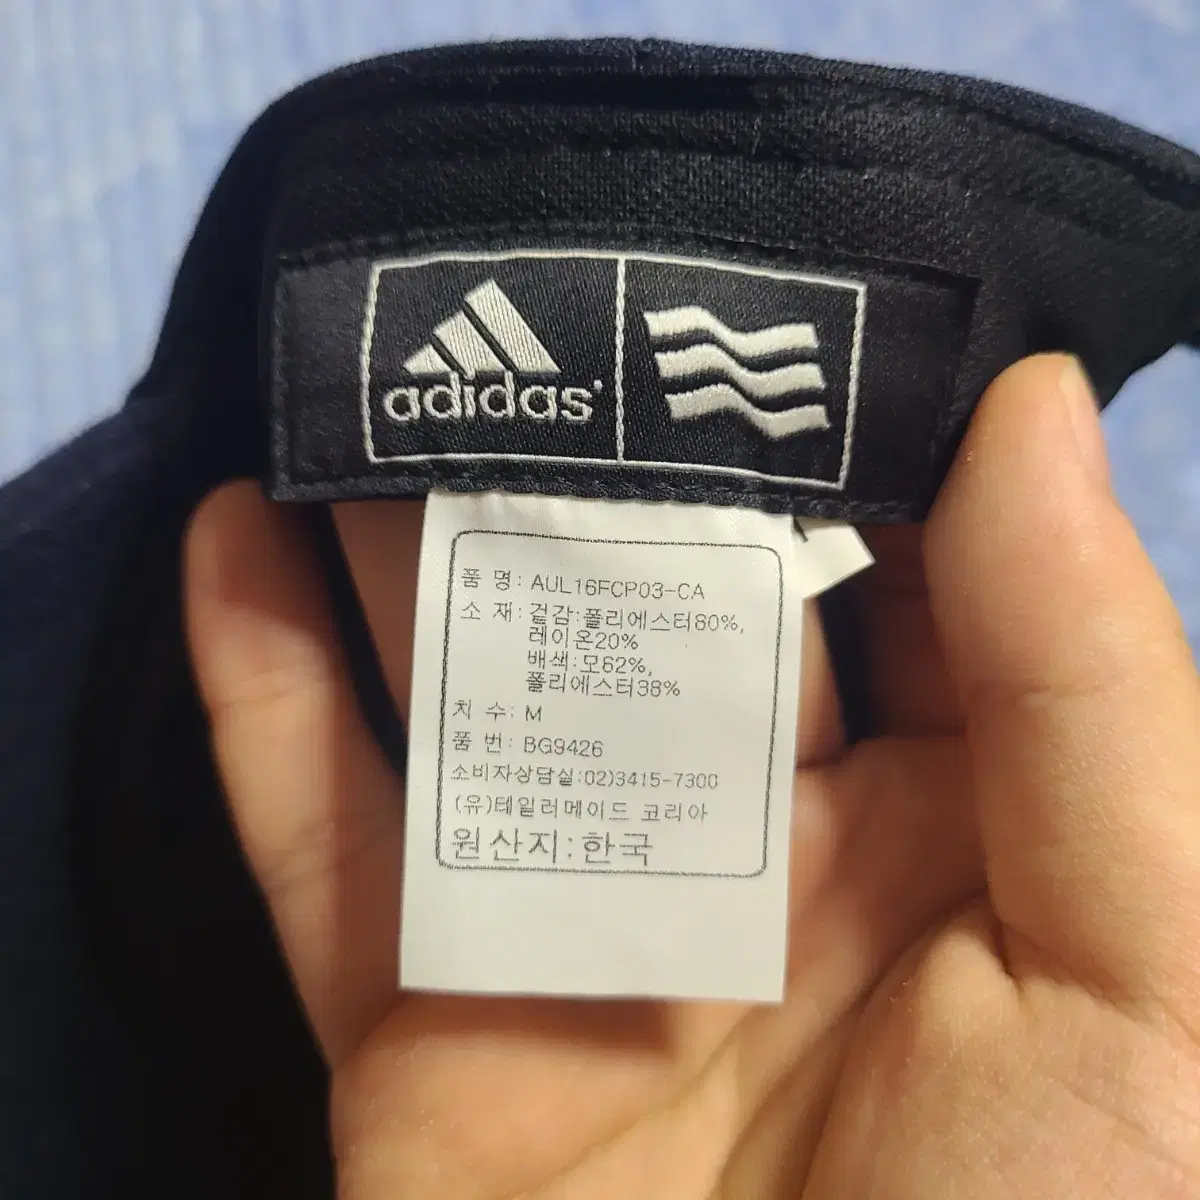 adidas
품 명: AUL16FCP03-CA
소 재: 겉감:폴리에스터80%,
레이온20%
배색:모62%,
폴리에스터38%
치 수: M
품 번: BG9426
소비자상담실:02)3415-7300
(유)테일러메이드 코리아
원산지:한국